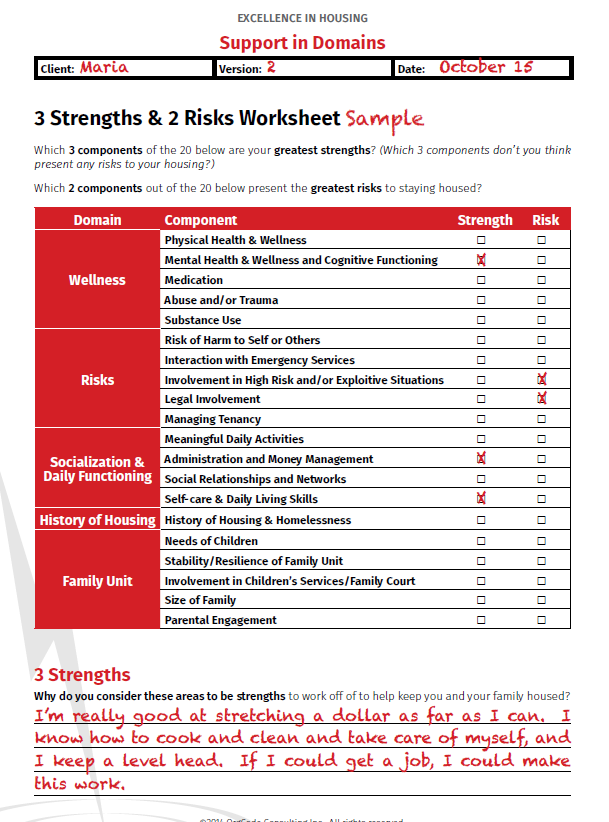 EXCELLENCE IN HOUSING
Support in Domains
Client: Maria Version: 2 Date: October 15
3 Strengths & 2 Risks Worksheet Sample
Which 3 components of the 20 below are your greatest strengths? (Which 3 components don't you think
present any risks to your housing?)
Which 2 components out of the 20 below present the greatest risks to staying housed?
Domain Component Strength Risk
Wellness
Physical Health & Wellness ☐ ☐
Mental Health & Wellness and Cognitive Functioning ☒ ☐
Medication ☐ ☐
Abuse and/or Trauma ☐ ☐
Substance Use ☐ ☐
Risks
Risk of Harm to Self or Others ☐ ☐
Interaction with Emergency Services ☐ ☐
Involvement in High Risk and/or Exploitive Situations ☐ ☒
Legal Involvement ☐ ☒
Managing Tenancy ☐ ☐
Socialization &
Daily Functioning
Meaningful Daily Activities ☐ ☐
Administration and Money Management ☒ ☐
Social Relationships and Networks ☐ ☐
Self-care & Daily Living Skills ☒ ☐
History of Housing History of Housing & Homelessness ☐ ☐
Family Unit
Needs of Children ☐ ☐
Stability/Resilience of Family Unit ☐ ☐
Involvement in Children's Services/Family Court ☐ ☐
Size of Family ☐ ☐
Parental Engagement ☐ ☐
3 Strengths
Why do you consider these areas to be strengths to work off of to help keep you and your family housed?
I'm really good at stretching a dollar as far as I can. I
know how to cook and clean and take care of myself, and
I keep a level head. If I could get a job, I could make
this work.
©2014 OrgCode Consulting Inc. All rights reserved